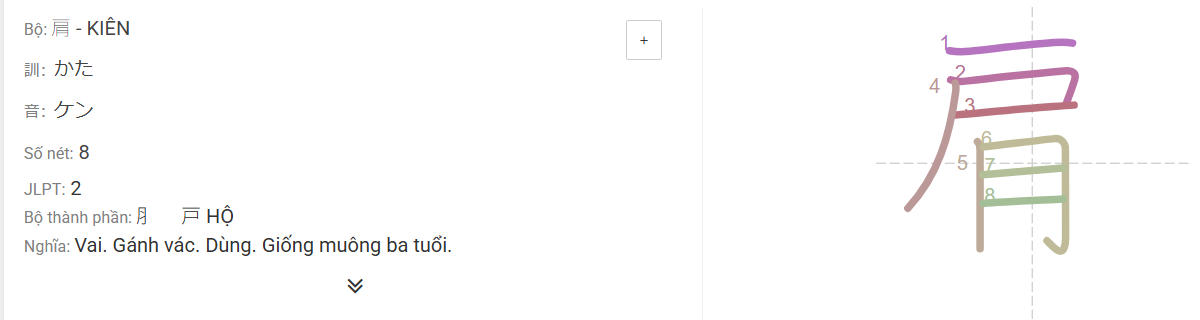 Bộ: 肩 - KIÊN
+
訓: かた
音: ケン
Số nét: 8
JLPT: 2
Bộ thành phần: ⺼ 戸 HỘ
Nghĩa: Vai. Gánh vác. Dùng. Giống muông ba tuổi.
肩
1
2
4
3
6
5
7
8